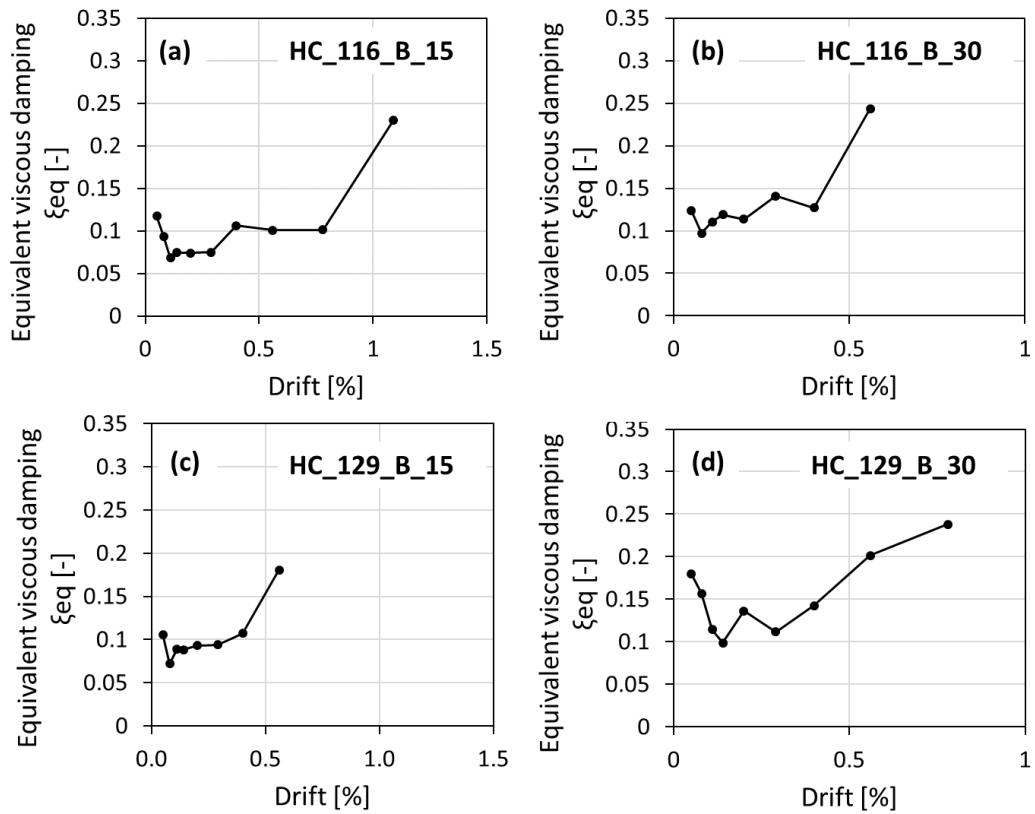 (a) HC_116_B_15
Equivalent viscous damping
ξeq [-]
0.35
0.3
0.25
0.2
0.15
0.1
0.05
0
0 0.5 1 1.5
Drift [%]
(b) HC_116_B_30
Equivalent viscous damping
ξeq [-]
0.35
0.3
0.25
0.2
0.15
0.1
0.05
0
0 0.5 1
Drift [%]
(c) HC_129_B_15
Equivalent viscous damping
ξeq [-]
0.35
0.3
0.25
0.2
0.15
0.1
0.05
0
0.0 0.5 1.0 1.5
Drift [%]
(d) HC_129_B_30
Equivalent viscous damping
ξeq [-]
0.35
0.3
0.25
0.2
0.15
0.1
0.05
0
0 0.5 1
Drift [%]